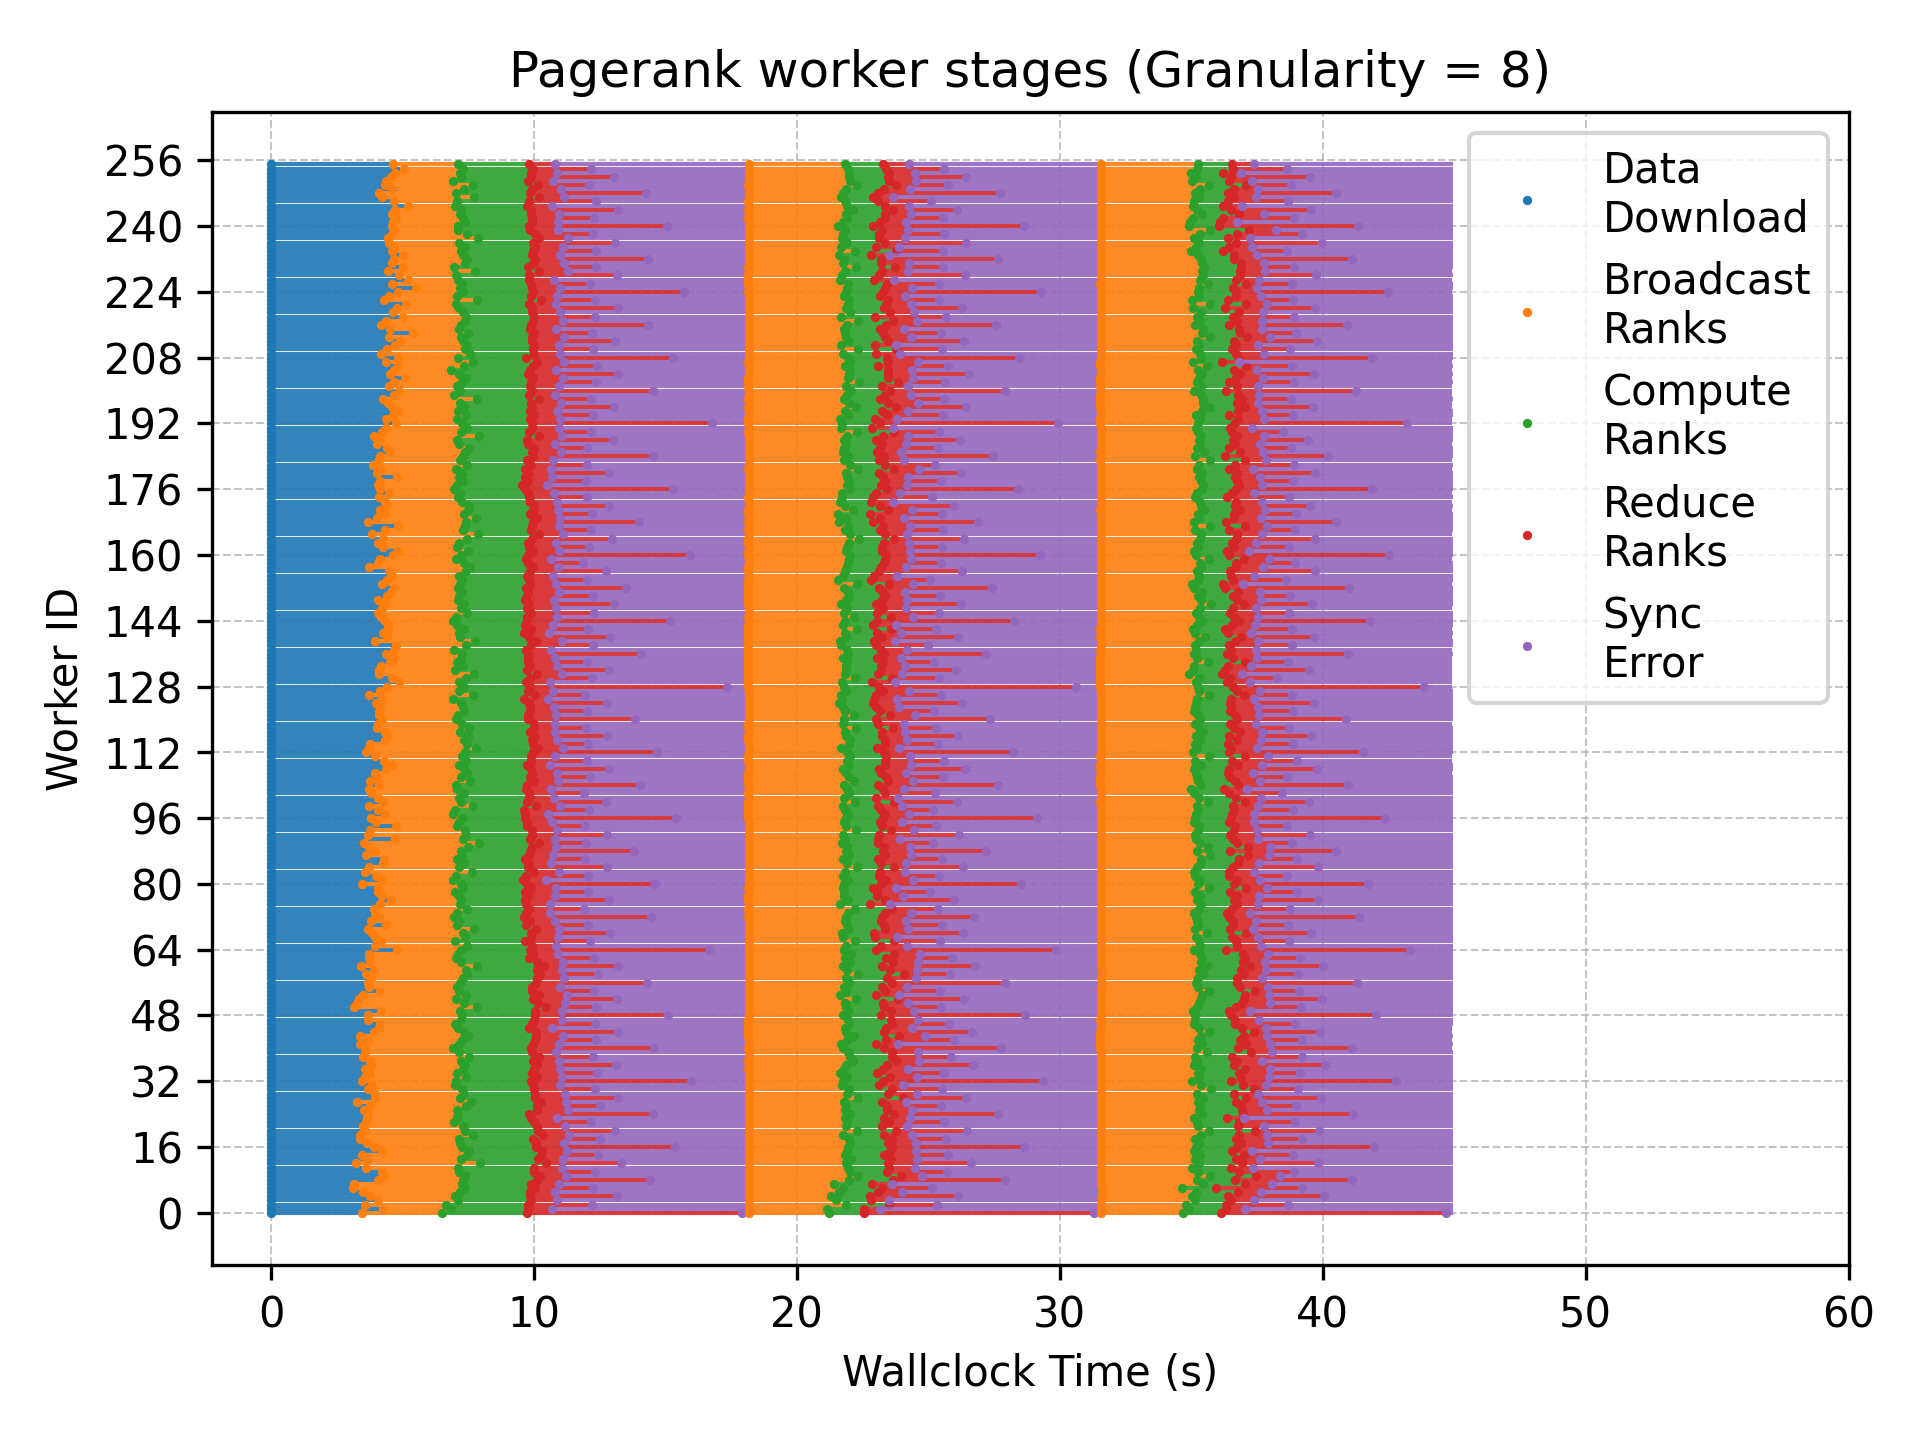 Pagerank worker stages (Granularity = 8)
256
240
224
208
192
176
160
144
128
112
96
80
64
48
32
16
0
Worker ID
0 10 20 30 40 50 60
Wallclock Time (s)
Data
Download
Broadcast
Ranks
Compute
Ranks
Reduce
Ranks
Sync
Error